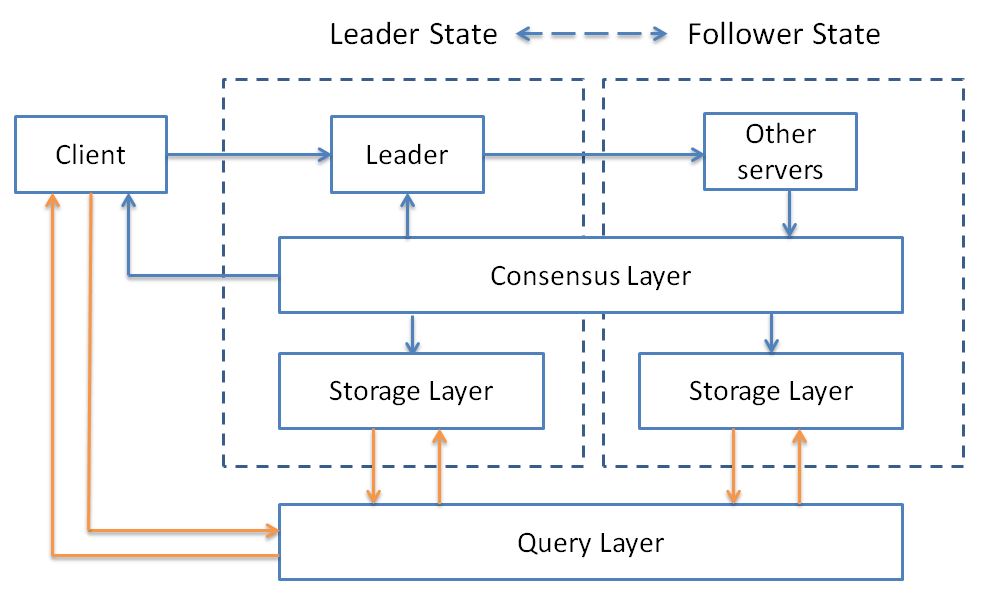 Leader State
Follower State
Client
Leader
Other
servers
Consensus Layer
Storage Layer
Storage Layer
Query Layer